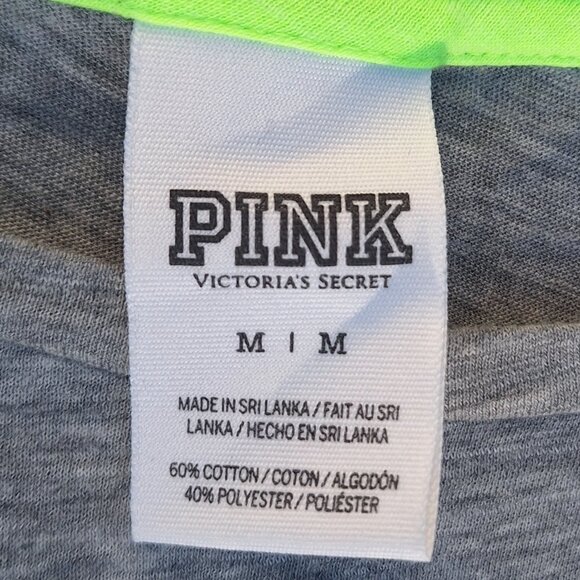 PINK
VICTORIA'S SECRET
M | M
MADE IN SRI LANKA / FAIT AU SRI
LANKA / HECHO EN SRI LANKA
60% COTTON / COTON / ALGODÓN
40% POLYESTER / POLIÉSTER